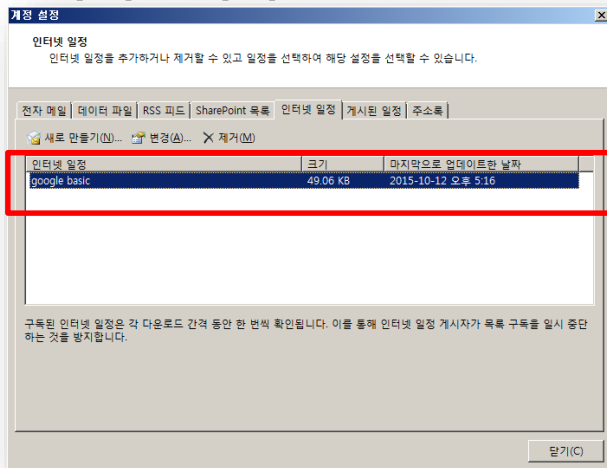 계정 설정
인터넷 일정
인터넷 일정을 추가하거나 제거할 수 있고 일정을 선택하여 해당 설정을 선택할 수 있습니다.
전자 메일 데이터 파일 RSS 피드 SharePoint 목록 인터넷 일정 게시된 일정 주소록
새로 만들기(N)... 변경(A)... 제거(M)
인터넷 일정 크기 마지막으로 업데이트한 날짜
google basic 49.06 KB 2015-10-12 오후 5:16
구독된 인터넷 일정은 각 다운로드 간격 동안 한 번씩 확인됩니다. 이를 통해 인터넷 일정 게시자가 목록 구독을 일시 중단
하는 것을 방지합니다.
닫기(C)